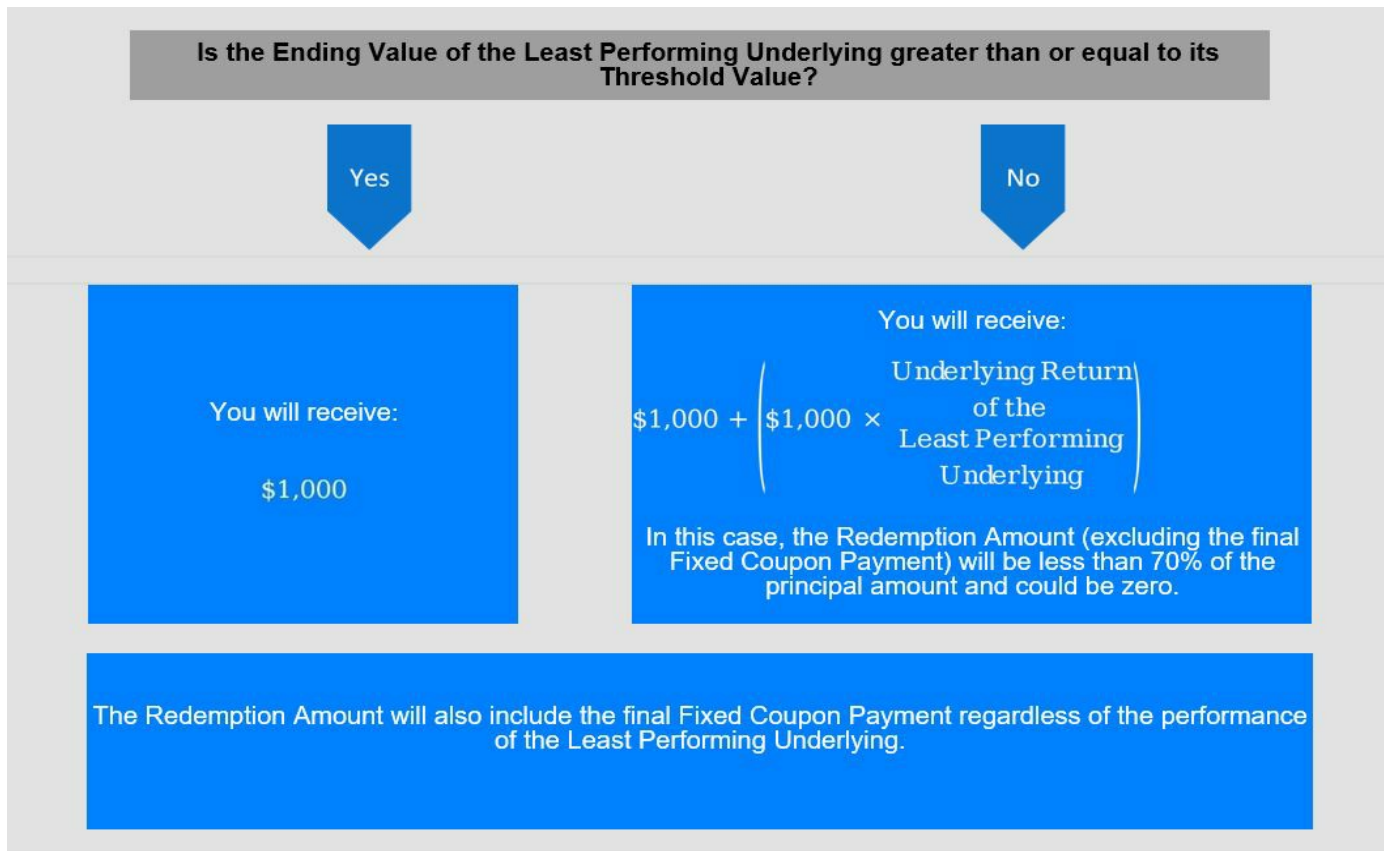 Is the Ending Value of the Least Performing Underlying greater than or equal to its
Threshold Value?
Yes
No
You will receive:
$1,000
You will receive:
$1,000 + ($1,000 × Underlying Return
of the
Least Performing
Underlying)
In this case, the Redemption Amount (excluding the final
Fixed Coupon Payment) will be less than 70% of the
principal amount and could be zero.
The Redemption Amount will also include the final Fixed Coupon Payment regardless of the performance
of the Least Performing Underlying.